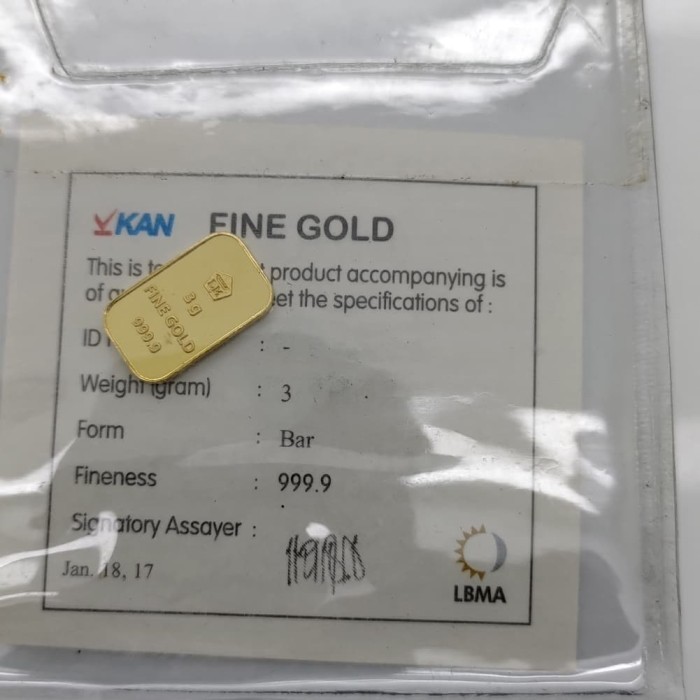 KAN FINE GOLD
This is product accompanying is
of et the specifications of :
ID : -
Weight (gram) : 3
Form : Bar
Fineness : 999.9
Signatory Assayer :
Jan. 18, 17
LBMA
LM
3 g
FINE GOLD
999.9